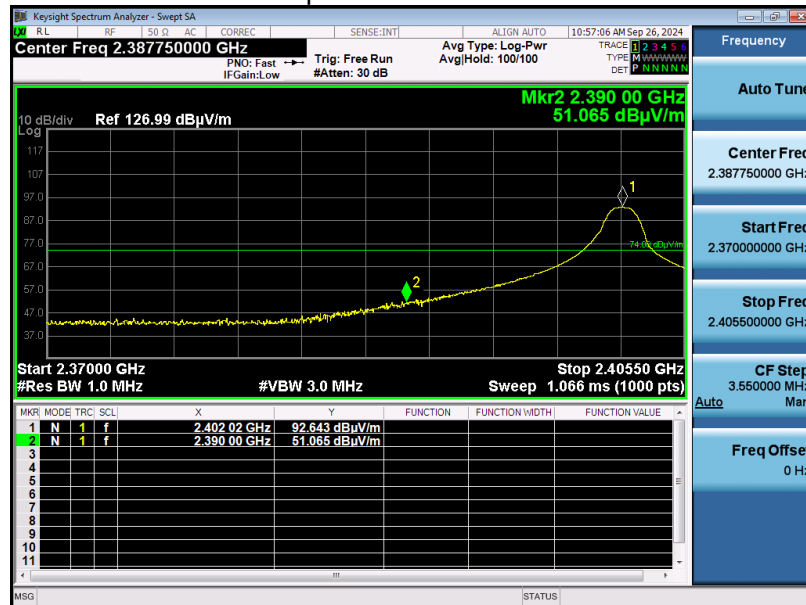 Keysight Spectrum Analyzer - Swept SA
LXI RL RF 50 Ω AC CORREC SENSE:INT ALIGN AUTO 10:57:06 AM Sep 26, 2024
Center Freq 2.387750000 GHz
PNO: Fast
IFGain:Low
Trig: Free Run
#Atten: 30 dB
Avg Type: Log-Pwr
Avg|Hold: 100/100
TRACE 1 2 3 4 5 6
TYPE M WWWWW
DET P N N N N N
Mkr2 2.390 00 GHz
51.065 dBµV/m
10 dB/div Ref 126.99 dBµV/m
Log
117
107
97.0
87.0
77.0
67.0
57.0
47.0
37.0
1
2
74.00 dBµV/m
Start 2.37000 GHz Stop 2.40550 GHz
#Res BW 1.0 MHz #VBW 3.0 MHz Sweep 1.066 ms (1000 pts)
MKR MODE TRC SCL X Y FUNCTION FUNCTION WIDTH FUNCTION VALUE
1 N 1 f 2.402 02 GHz 92.643 dBµV/m
2 N 1 f 2.390 00 GHz 51.065 dBµV/m
3
4
5
6
7
8
9
10
11
MSG STATUS
Frequency
Auto Tune
Center Freq
2.387750000 GHz
Start Freq
2.370000000 GHz
Stop Freq
2.405500000 GHz
CF Step
3.550000 MHz
Auto Man
Freq Offset
0 Hz